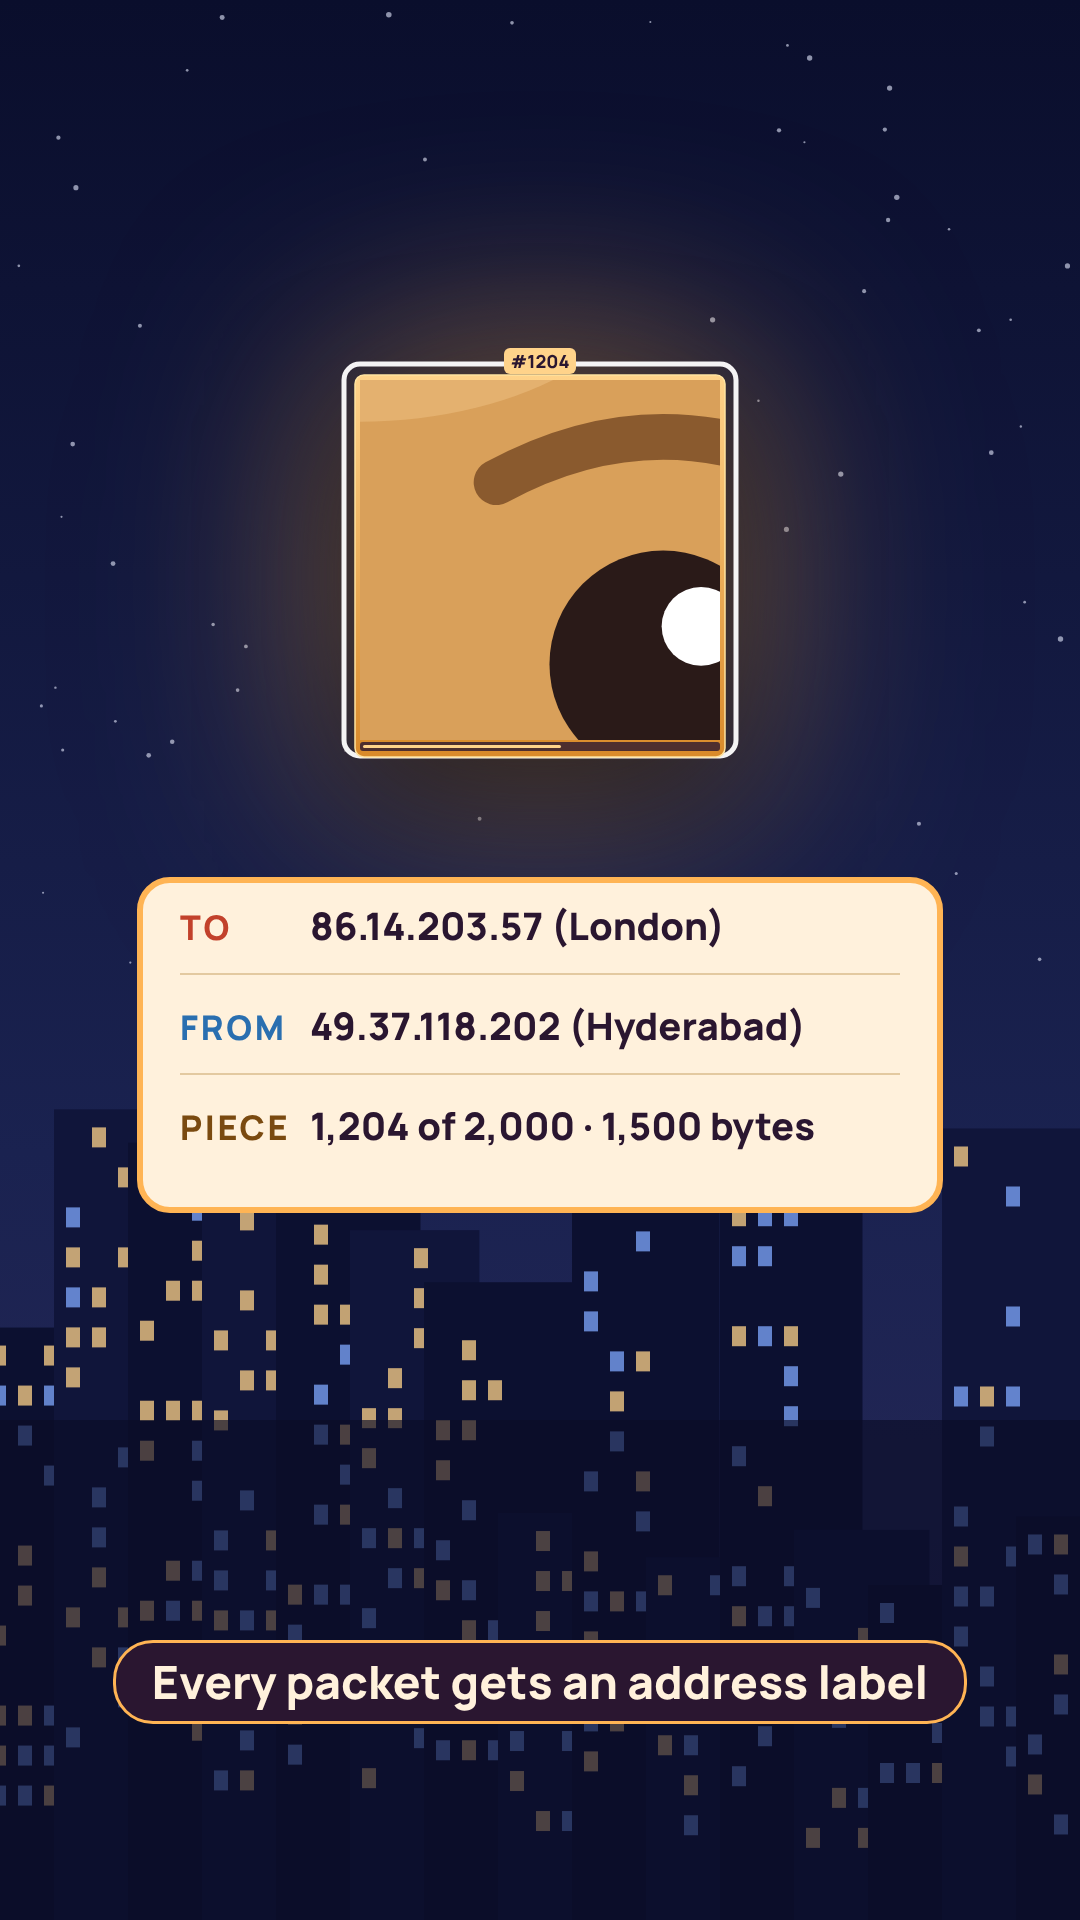 #1204
TO 86.14.203.57 (London)
FROM 49.37.118.202 (Hyderabad)
PIECE 1,204 of 2,000 · 1,500 bytes
Every packet gets an address label